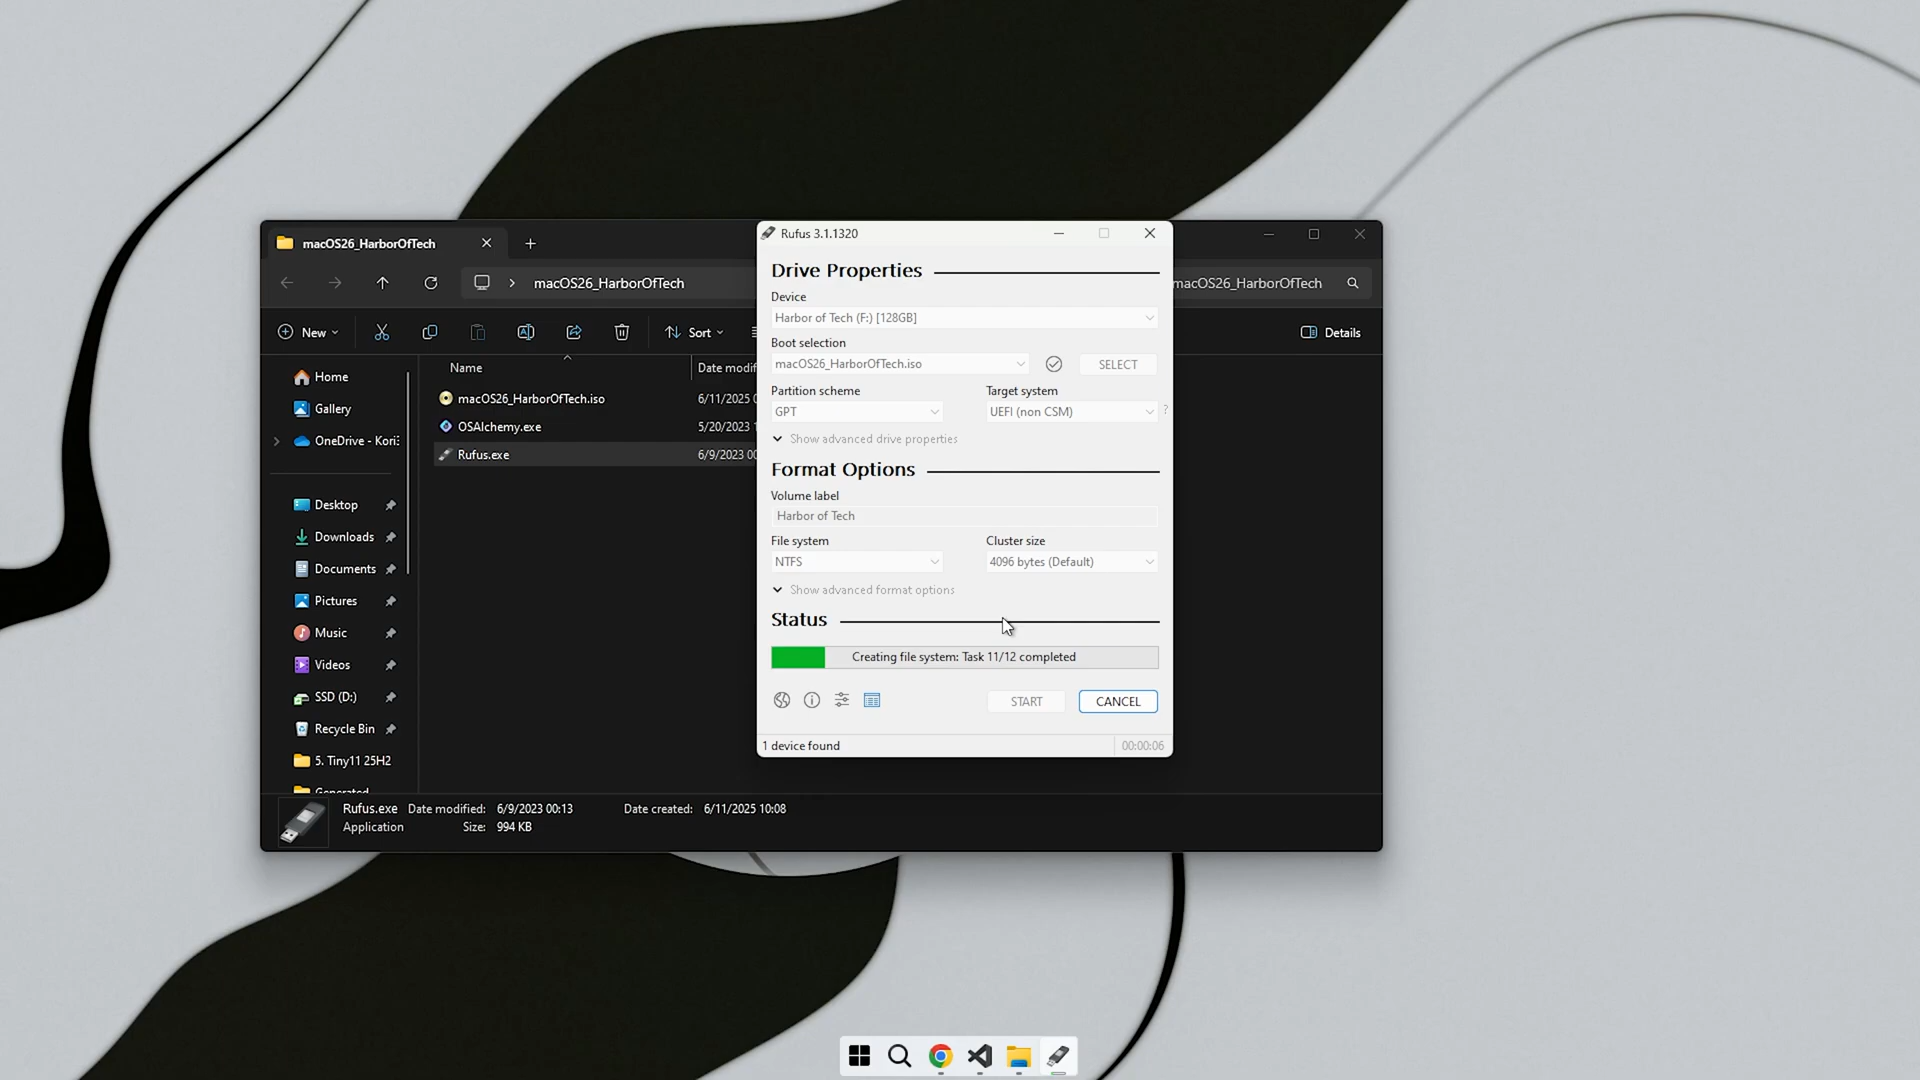 macOS26_HarborOfTech
macOS26_HarborOfTech
macOS26_HarborOfTech
New
Sort
Details
Name
Date modif
macOS26_HarborOfTech.iso
6/11/2025 0
OSAlchemy.exe
5/20/2023 1
Rufus.exe
6/9/2023 00
Home
Gallery
OneDrive - Kori
Desktop
Downloads
Documents
Pictures
Music
Videos
SSD (D:)
Recycle Bin
5. Tiny11 25H2
Generated
Rufus.exe Date modified: 6/9/2023 00:13 Date created: 6/11/2025 10:08
Application Size: 994 KB
Rufus 3.1.1320
Drive Properties
Device
Harbor of Tech (F:) [128GB]
Boot selection
macOS26_HarborOfTech.iso
SELECT
Partition scheme Target system
GPT UEFI (non CSM) ?
Show advanced drive properties
Format Options
Volume label
Harbor of Tech
File system Cluster size
NTFS 4096 bytes (Default)
Show advanced format options
Status
Creating file system: Task 11/12 completed
START CANCEL
1 device found 00:00:06